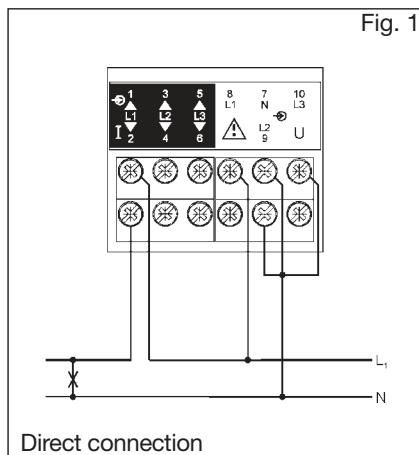 Fig. 1
1 3 5 8 7 10
L1 N L3
L1 L2 L3
I L2 U
2 4 6 9
L1
N
Direct connection